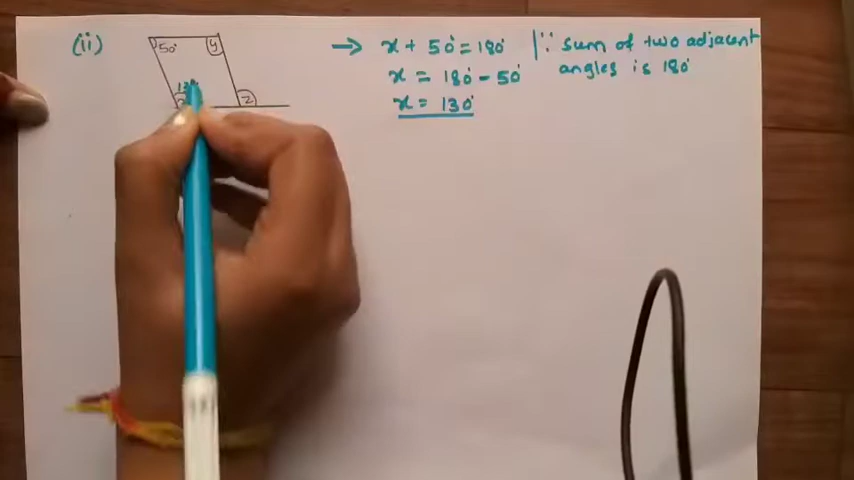 (ii)
50° y
z
→ x + 50° = 180° | ∵ sum of two adjacent
angles is 180°
x = 180° - 50°
x = 130°